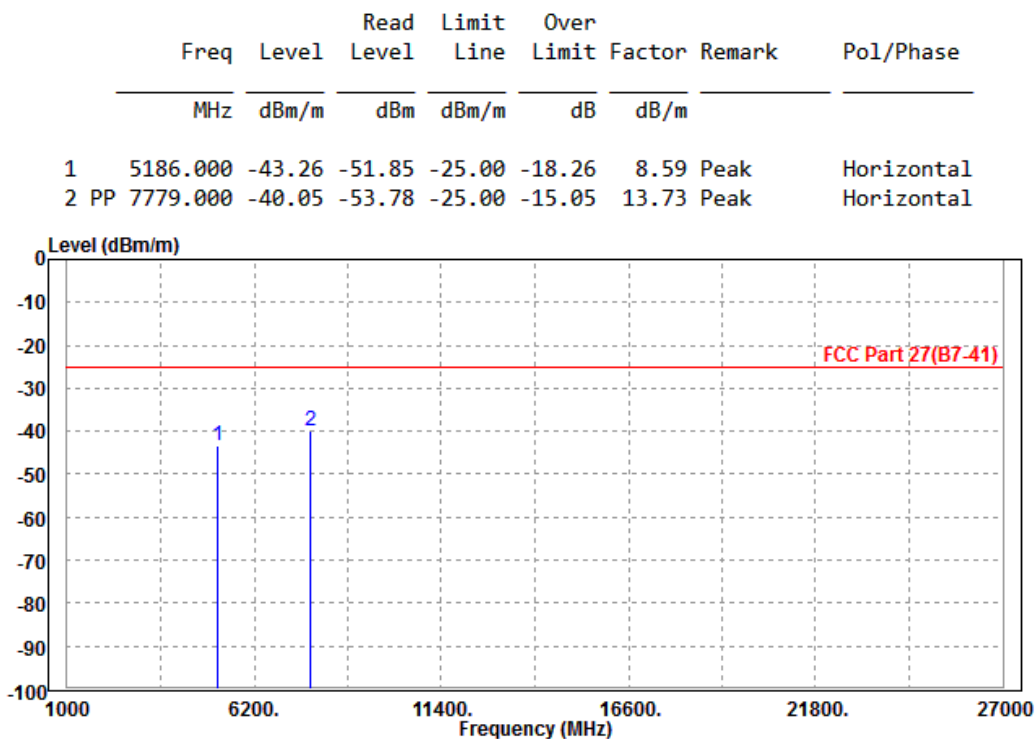 Read Limit Over
Freq Level Level Line Limit Factor Remark Pol/Phase
MHz dBm/m dBm dBm/m dB dB/m
1 5186.000 -43.26 -51.85 -25.00 -18.26 8.59 Peak Horizontal
2 PP 7779.000 -40.05 -53.78 -25.00 -15.05 13.73 Peak Horizontal
Level (dBm/m)
0
-10
-20
FCC Part 27(B7-41)
-30
-40
1
2
-50
-60
-70
-80
-90
-100
1000 6200. 11400. 16600. 21800. 27000
Frequency (MHz)